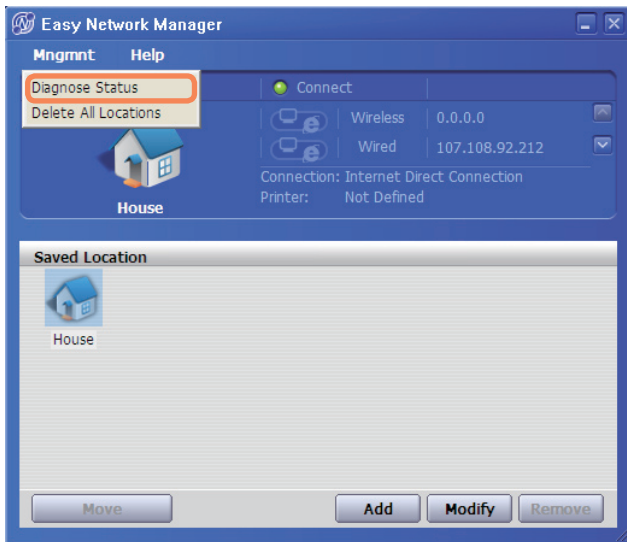 Easy Network Manager
Mngmnt Help
Diagnose Status
Delete All Locations
Connect
Wireless 0.0.0.0
Wired 107.108.92.212
Connection: Internet Direct Connection
Printer: Not Defined
House
Saved Location
House
Move Add Modify Remove